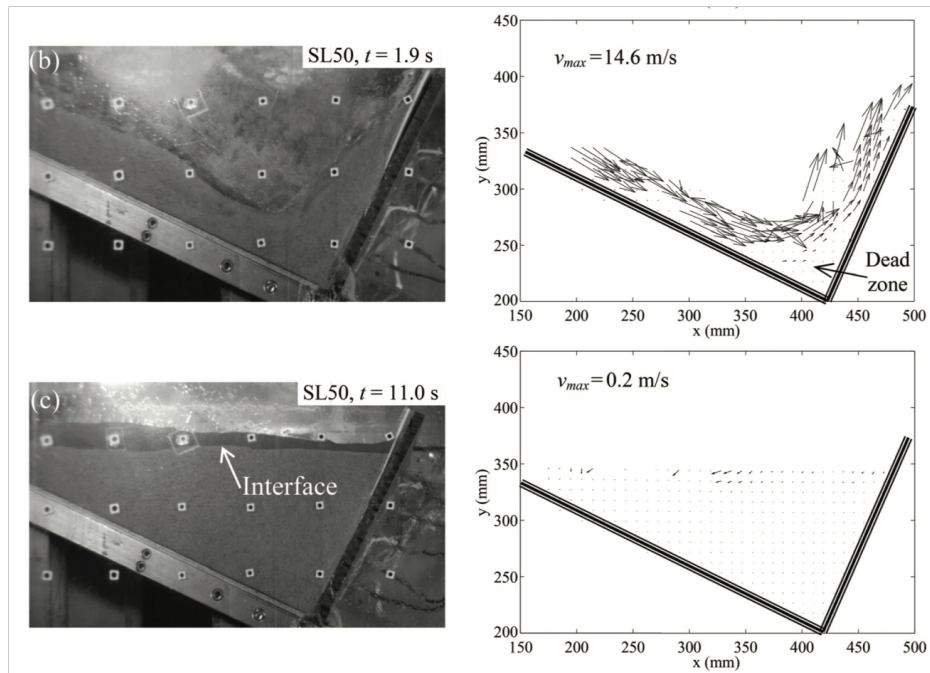 (b)
SL50, t = 1.9 s
v_max=14.6 m/s
450
400
350
300
250
200
y (mm)
Dead
zone
150 200 250 300 350 400 450 500
x (mm)
(c)
SL50, t = 11.0 s
Interface
v_max=0.2 m/s
450
400
350
300
250
200
y (mm)
150 200 250 300 350 400 450 500
x (mm)